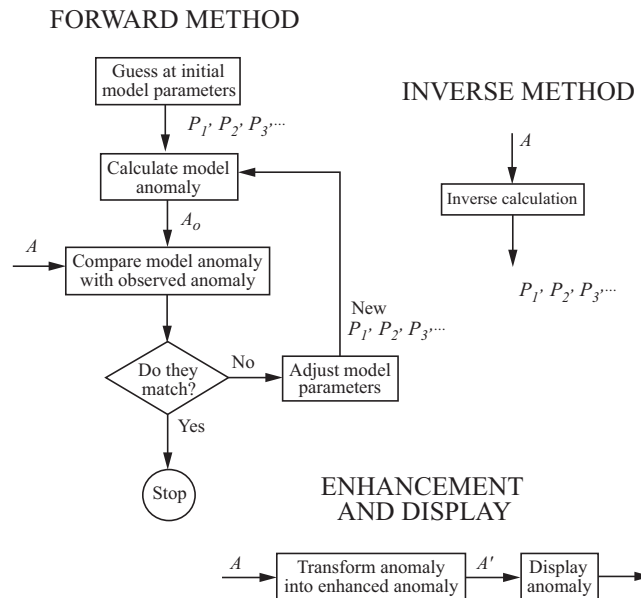 FORWARD METHOD
Guess at initial
model parameters
P1, P2, P3,...
Calculate model
anomaly
Ao
A
Compare model anomaly
with observed anomaly
Do they
match?
No
Adjust model
parameters
New
P1, P2, P3,...
Yes
Stop
INVERSE METHOD
A
Inverse calculation
P1, P2, P3,...
ENHANCEMENT
AND DISPLAY
A
Transform anomaly
into enhanced anomaly
A'
Display
anomaly